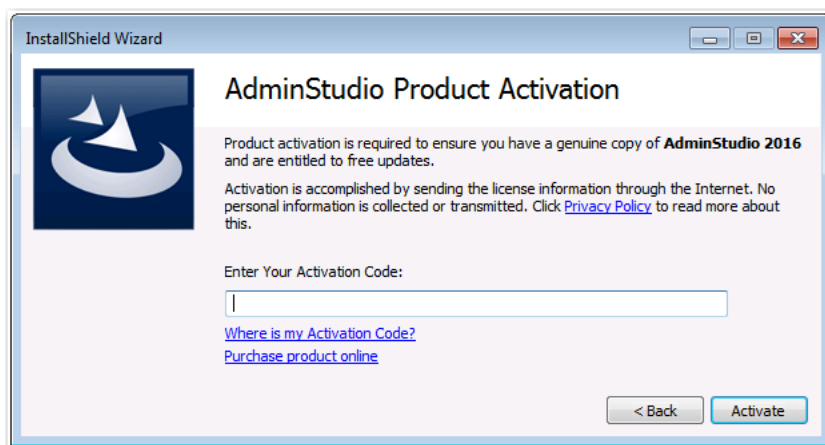 InstallShield Wizard
AdminStudio Product Activation
Product activation is required to ensure you have a genuine copy of AdminStudio 2016
and are entitled to free updates.
Activation is accomplished by sending the license information through the Internet. No
personal information is collected or transmitted. Click Privacy Policy to read more about
this.
Enter Your Activation Code:
Where is my Activation Code?
Purchase product online
< Back Activate